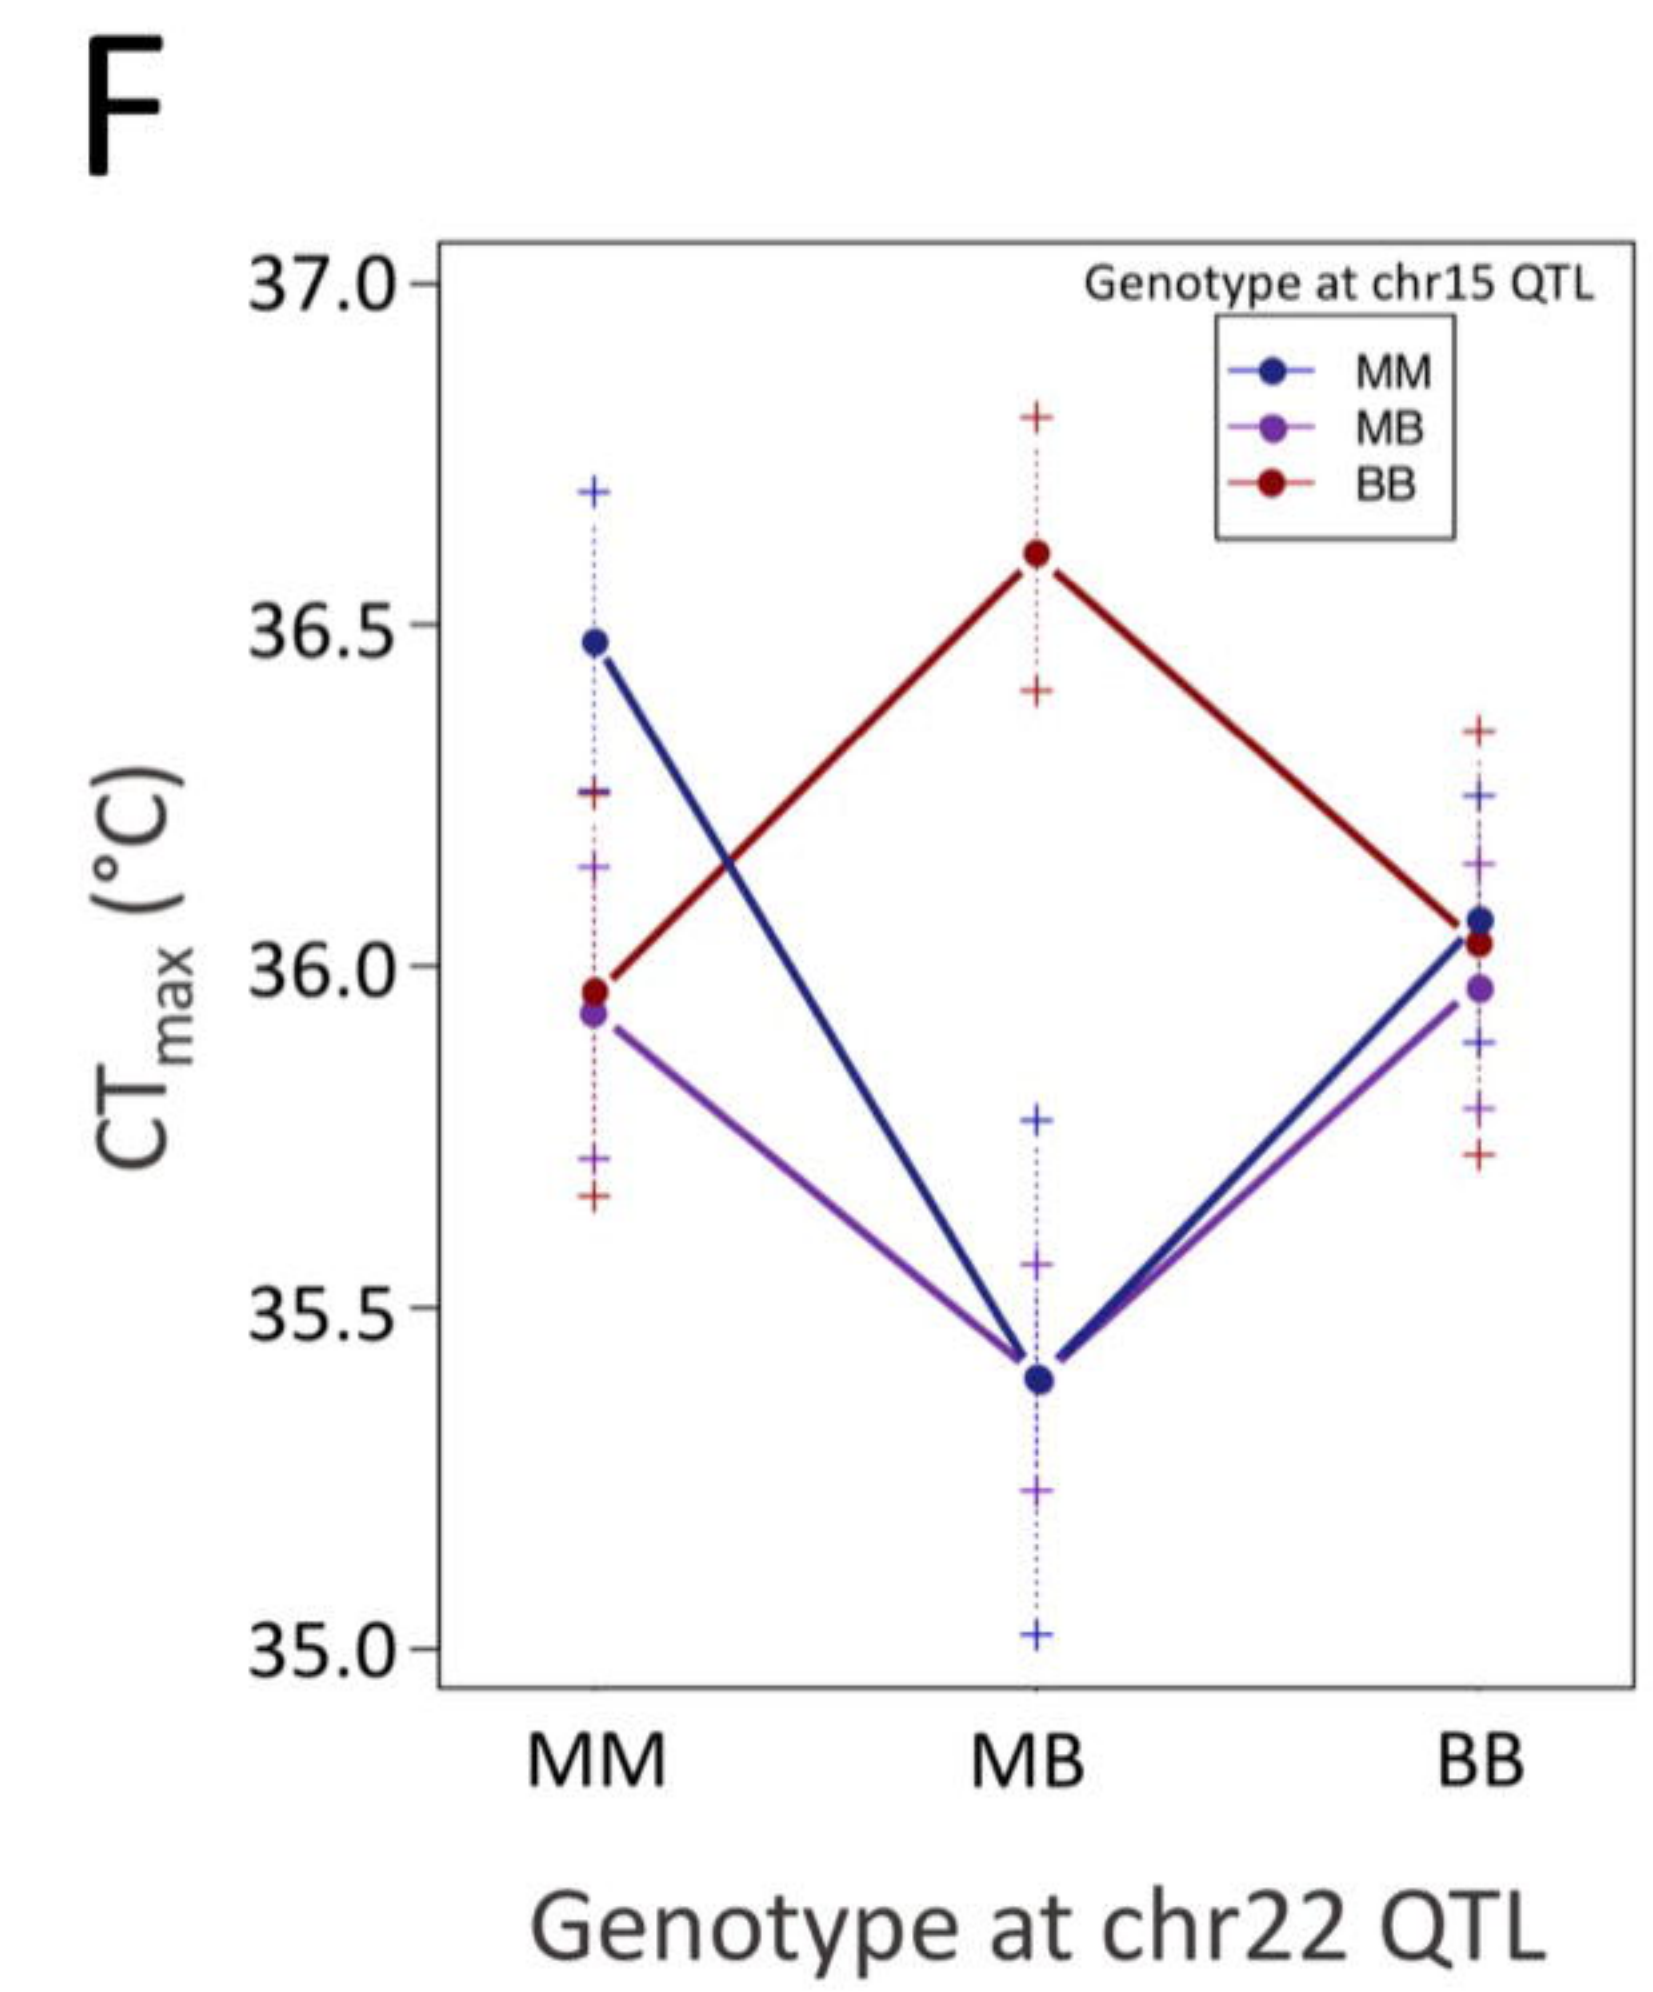 F
37.0
36.5
36.0
35.5
35.0
CTmax (°C)
Genotype at chr15 QTL
MM
MB
BB
MM MB BB
Genotype at chr22 QTL